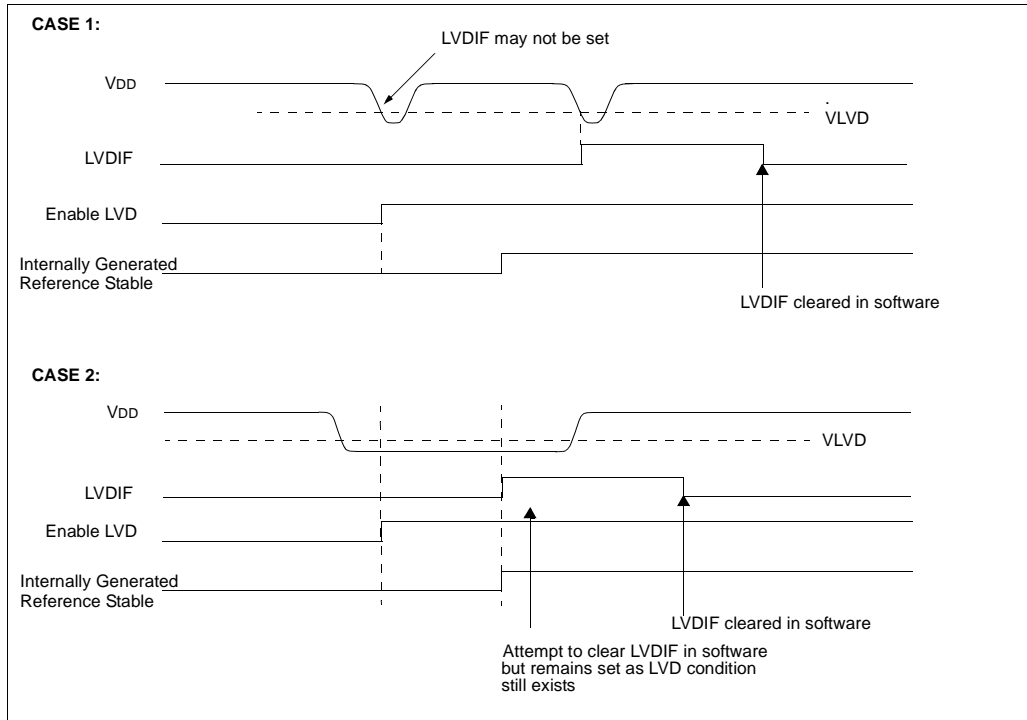 CASE 1:
LVDIF may not be set
VDD
.
VLVD
LVDIF
Enable LVD
Internally Generated
Reference Stable
LVDIF cleared in software
CASE 2:
VDD
VLVD
LVDIF
Enable LVD
Internally Generated
Reference Stable
LVDIF cleared in software
Attempt to clear LVDIF in software
but remains set as LVD condition
still exists